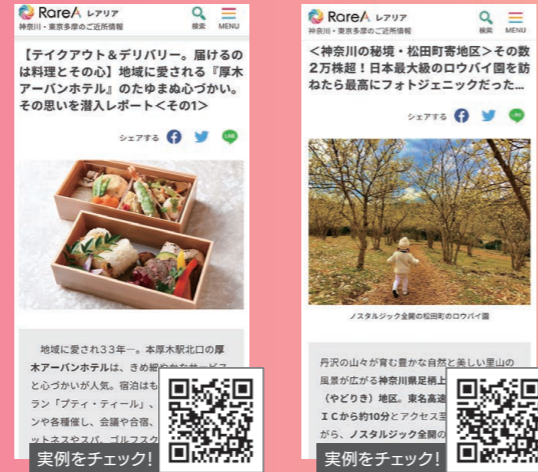 RareA レアリア
神奈川・東京多摩のご近所情報
検索 MENU
【テイクアウト&デリバリー。届けるの
は料理とその心】地域に愛される『厚木
アーバンホテル』のたゆまぬ心づかい。
その思いを潜入レポート<その1>
シェアする
LINE
地域に愛され33年―。本厚木駅北口の厚
木アーバンホテルは、きめ細やかなサービス
と心づかいが人気。宿泊はも
ラン「プティ・ティール」、
ンや各種催し、会議や合宿、
ットネスやスパ、ゴルフスク
実例をチェック!
RareA レアリア
神奈川・東京多摩のご近所情報
検索 MENU
<神奈川の秘境・松田町寄地区>その数
2万株超!日本最大級のロウバイ園を訪
ねたら最高にフォトジェニックだった…
シェアする
LINE
ノスタルジック全開の松田町のロウバイ園
丹沢の山々が育む豊かな自然と美しい里山の
風景が広がる神奈川県足柄上
(やどりき)地区。東名高速
ICから約10分とアクセス至
がら、ノスタルジック全開の
実例をチェック!